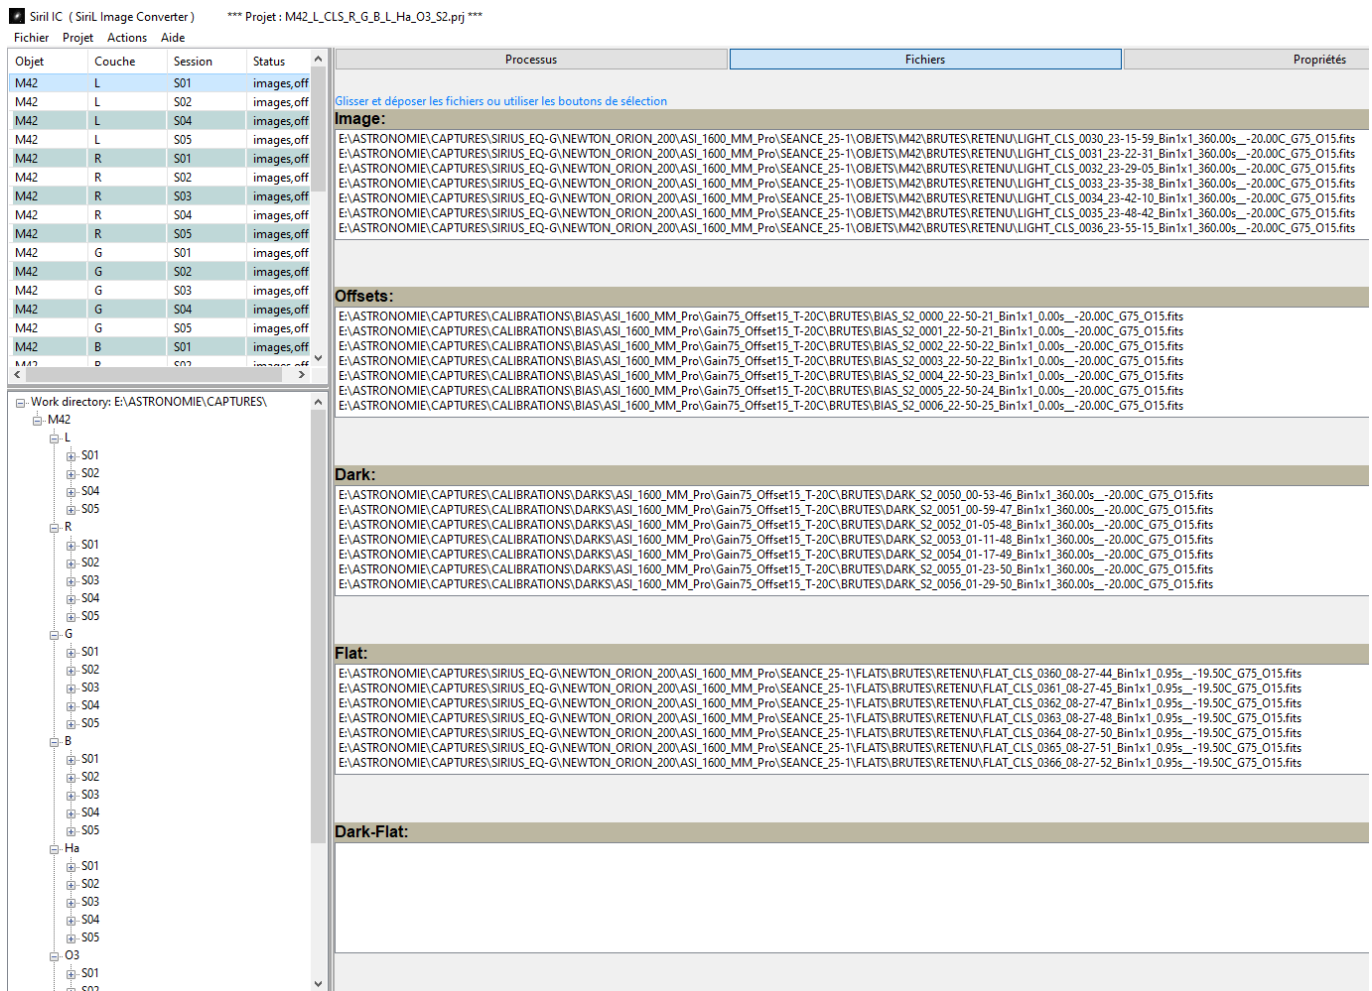 Siril IC  ( SiriL Image Converter )        *** Projet : M42_L_CLS_R_G_B_L_Ha_O3_S2.prj ***
Fichier Projet Actions Aide
Objet Couche Session Status
M42 L S01 images,off
M42 L S02 images,off
M42 L S04 images,off
M42 L S05 images,off
M42 R S01 images,off
M42 R S02 images,off
M42 R S03 images,off
M42 R S04 images,off
M42 R S05 images,off
M42 G S01 images,off
M42 G S02 images,off
M42 G S03 images,off
M42 G S04 images,off
M42 G S05 images,off
M42 B S01 images,off
M42 B S02 images,off
Work directory: E:\ASTRONOMIE\CAPTURES\
M42
L
S01
S02
S04
S05
R
S01
S02
S03
S04
S05
G
S01
S02
S03
S04
S05
B
S01
S02
S03
S04
S05
Ha
S01
S02
S03
S04
S05
O3
S01
S02
Processus Fichiers Propriétés
Glisser et déposer les fichiers ou utiliser les boutons de sélection
Image:
E:\ASTRONOMIE\CAPTURES\SIRIUS_EQ-G\NEWTON_ORION_200\ASI_1600_MM_Pro\SEANCE_25-1\OBJETS\M42\BRUTES\RETENU\LIGHT_CLS_0030_23-15-59_Bin1x1_360.00s__-20.00C_G75_O15.fits
E:\ASTRONOMIE\CAPTURES\SIRIUS_EQ-G\NEWTON_ORION_200\ASI_1600_MM_Pro\SEANCE_25-1\OBJETS\M42\BRUTES\RETENU\LIGHT_CLS_0031_23-22-31_Bin1x1_360.00s__-20.00C_G75_O15.fits
E:\ASTRONOMIE\CAPTURES\SIRIUS_EQ-G\NEWTON_ORION_200\ASI_1600_MM_Pro\SEANCE_25-1\OBJETS\M42\BRUTES\RETENU\LIGHT_CLS_0032_23-29-05_Bin1x1_360.00s__-20.00C_G75_O15.fits
E:\ASTRONOMIE\CAPTURES\SIRIUS_EQ-G\NEWTON_ORION_200\ASI_1600_MM_Pro\SEANCE_25-1\OBJETS\M42\BRUTES\RETENU\LIGHT_CLS_0033_23-35-38_Bin1x1_360.00s__-20.00C_G75_O15.fits
E:\ASTRONOMIE\CAPTURES\SIRIUS_EQ-G\NEWTON_ORION_200\ASI_1600_MM_Pro\SEANCE_25-1\OBJETS\M42\BRUTES\RETENU\LIGHT_CLS_0034_23-42-10_Bin1x1_360.00s__-20.00C_G75_O15.fits
E:\ASTRONOMIE\CAPTURES\SIRIUS_EQ-G\NEWTON_ORION_200\ASI_1600_MM_Pro\SEANCE_25-1\OBJETS\M42\BRUTES\RETENU\LIGHT_CLS_0035_23-48-42_Bin1x1_360.00s__-20.00C_G75_O15.fits
E:\ASTRONOMIE\CAPTURES\SIRIUS_EQ-G\NEWTON_ORION_200\ASI_1600_MM_Pro\SEANCE_25-1\OBJETS\M42\BRUTES\RETENU\LIGHT_CLS_0036_23-55-15_Bin1x1_360.00s__-20.00C_G75_O15.fits
Offsets:
E:\ASTRONOMIE\CAPTURES\CALIBRATIONS\BIAS\ASI_1600_MM_Pro\Gain75_Offset15_T-20C\BRUTES\BIAS_S2_0000_22-50-21_Bin1x1_0.00s__-20.00C_G75_O15.fits
E:\ASTRONOMIE\CAPTURES\CALIBRATIONS\BIAS\ASI_1600_MM_Pro\Gain75_Offset15_T-20C\BRUTES\BIAS_S2_0001_22-50-21_Bin1x1_0.00s__-20.00C_G75_O15.fits
E:\ASTRONOMIE\CAPTURES\CALIBRATIONS\BIAS\ASI_1600_MM_Pro\Gain75_Offset15_T-20C\BRUTES\BIAS_S2_0002_22-50-22_Bin1x1_0.00s__-20.00C_G75_O15.fits
E:\ASTRONOMIE\CAPTURES\CALIBRATIONS\BIAS\ASI_1600_MM_Pro\Gain75_Offset15_T-20C\BRUTES\BIAS_S2_0003_22-50-22_Bin1x1_0.00s__-20.00C_G75_O15.fits
E:\ASTRONOMIE\CAPTURES\CALIBRATIONS\BIAS\ASI_1600_MM_Pro\Gain75_Offset15_T-20C\BRUTES\BIAS_S2_0004_22-50-23_Bin1x1_0.00s__-20.00C_G75_O15.fits
E:\ASTRONOMIE\CAPTURES\CALIBRATIONS\BIAS\ASI_1600_MM_Pro\Gain75_Offset15_T-20C\BRUTES\BIAS_S2_0005_22-50-24_Bin1x1_0.00s__-20.00C_G75_O15.fits
E:\ASTRONOMIE\CAPTURES\CALIBRATIONS\BIAS\ASI_1600_MM_Pro\Gain75_Offset15_T-20C\BRUTES\BIAS_S2_0006_22-50-25_Bin1x1_0.00s__-20.00C_G75_O15.fits
Dark:
E:\ASTRONOMIE\CAPTURES\CALIBRATIONS\DARKS\ASI_1600_MM_Pro\Gain75_Offset15_T-20C\BRUTES\DARK_S2_0050_00-53-46_Bin1x1_360.00s__-20.00C_G75_O15.fits
E:\ASTRONOMIE\CAPTURES\CALIBRATIONS\DARKS\ASI_1600_MM_Pro\Gain75_Offset15_T-20C\BRUTES\DARK_S2_0051_00-59-47_Bin1x1_360.00s__-20.00C_G75_O15.fits
E:\ASTRONOMIE\CAPTURES\CALIBRATIONS\DARKS\ASI_1600_MM_Pro\Gain75_Offset15_T-20C\BRUTES\DARK_S2_0052_01-05-48_Bin1x1_360.00s__-20.00C_G75_O15.fits
E:\ASTRONOMIE\CAPTURES\CALIBRATIONS\DARKS\ASI_1600_MM_Pro\Gain75_Offset15_T-20C\BRUTES\DARK_S2_0053_01-11-48_Bin1x1_360.00s__-20.00C_G75_O15.fits
E:\ASTRONOMIE\CAPTURES\CALIBRATIONS\DARKS\ASI_1600_MM_Pro\Gain75_Offset15_T-20C\BRUTES\DARK_S2_0054_01-17-49_Bin1x1_360.00s__-20.00C_G75_O15.fits
E:\ASTRONOMIE\CAPTURES\CALIBRATIONS\DARKS\ASI_1600_MM_Pro\Gain75_Offset15_T-20C\BRUTES\DARK_S2_0055_01-23-50_Bin1x1_360.00s__-20.00C_G75_O15.fits
E:\ASTRONOMIE\CAPTURES\CALIBRATIONS\DARKS\ASI_1600_MM_Pro\Gain75_Offset15_T-20C\BRUTES\DARK_S2_0056_01-29-50_Bin1x1_360.00s__-20.00C_G75_O15.fits
Flat:
E:\ASTRONOMIE\CAPTURES\SIRIUS_EQ-G\NEWTON_ORION_200\ASI_1600_MM_Pro\SEANCE_25-1\FLATS\BRUTES\RETENU\FLAT_CLS_0360_08-27-44_Bin1x1_0.95s__-19.50C_G75_O15.fits
E:\ASTRONOMIE\CAPTURES\SIRIUS_EQ-G\NEWTON_ORION_200\ASI_1600_MM_Pro\SEANCE_25-1\FLATS\BRUTES\RETENU\FLAT_CLS_0361_08-27-45_Bin1x1_0.95s__-19.50C_G75_O15.fits
E:\ASTRONOMIE\CAPTURES\SIRIUS_EQ-G\NEWTON_ORION_200\ASI_1600_MM_Pro\SEANCE_25-1\FLATS\BRUTES\RETENU\FLAT_CLS_0362_08-27-47_Bin1x1_0.95s__-19.50C_G75_O15.fits
E:\ASTRONOMIE\CAPTURES\SIRIUS_EQ-G\NEWTON_ORION_200\ASI_1600_MM_Pro\SEANCE_25-1\FLATS\BRUTES\RETENU\FLAT_CLS_0363_08-27-48_Bin1x1_0.95s__-19.50C_G75_O15.fits
E:\ASTRONOMIE\CAPTURES\SIRIUS_EQ-G\NEWTON_ORION_200\ASI_1600_MM_Pro\SEANCE_25-1\FLATS\BRUTES\RETENU\FLAT_CLS_0364_08-27-50_Bin1x1_0.95s__-19.50C_G75_O15.fits
E:\ASTRONOMIE\CAPTURES\SIRIUS_EQ-G\NEWTON_ORION_200\ASI_1600_MM_Pro\SEANCE_25-1\FLATS\BRUTES\RETENU\FLAT_CLS_0365_08-27-51_Bin1x1_0.95s__-19.50C_G75_O15.fits
E:\ASTRONOMIE\CAPTURES\SIRIUS_EQ-G\NEWTON_ORION_200\ASI_1600_MM_Pro\SEANCE_25-1\FLATS\BRUTES\RETENU\FLAT_CLS_0366_08-27-52_Bin1x1_0.95s__-19.50C_G75_O15.fits
Dark-Flat: